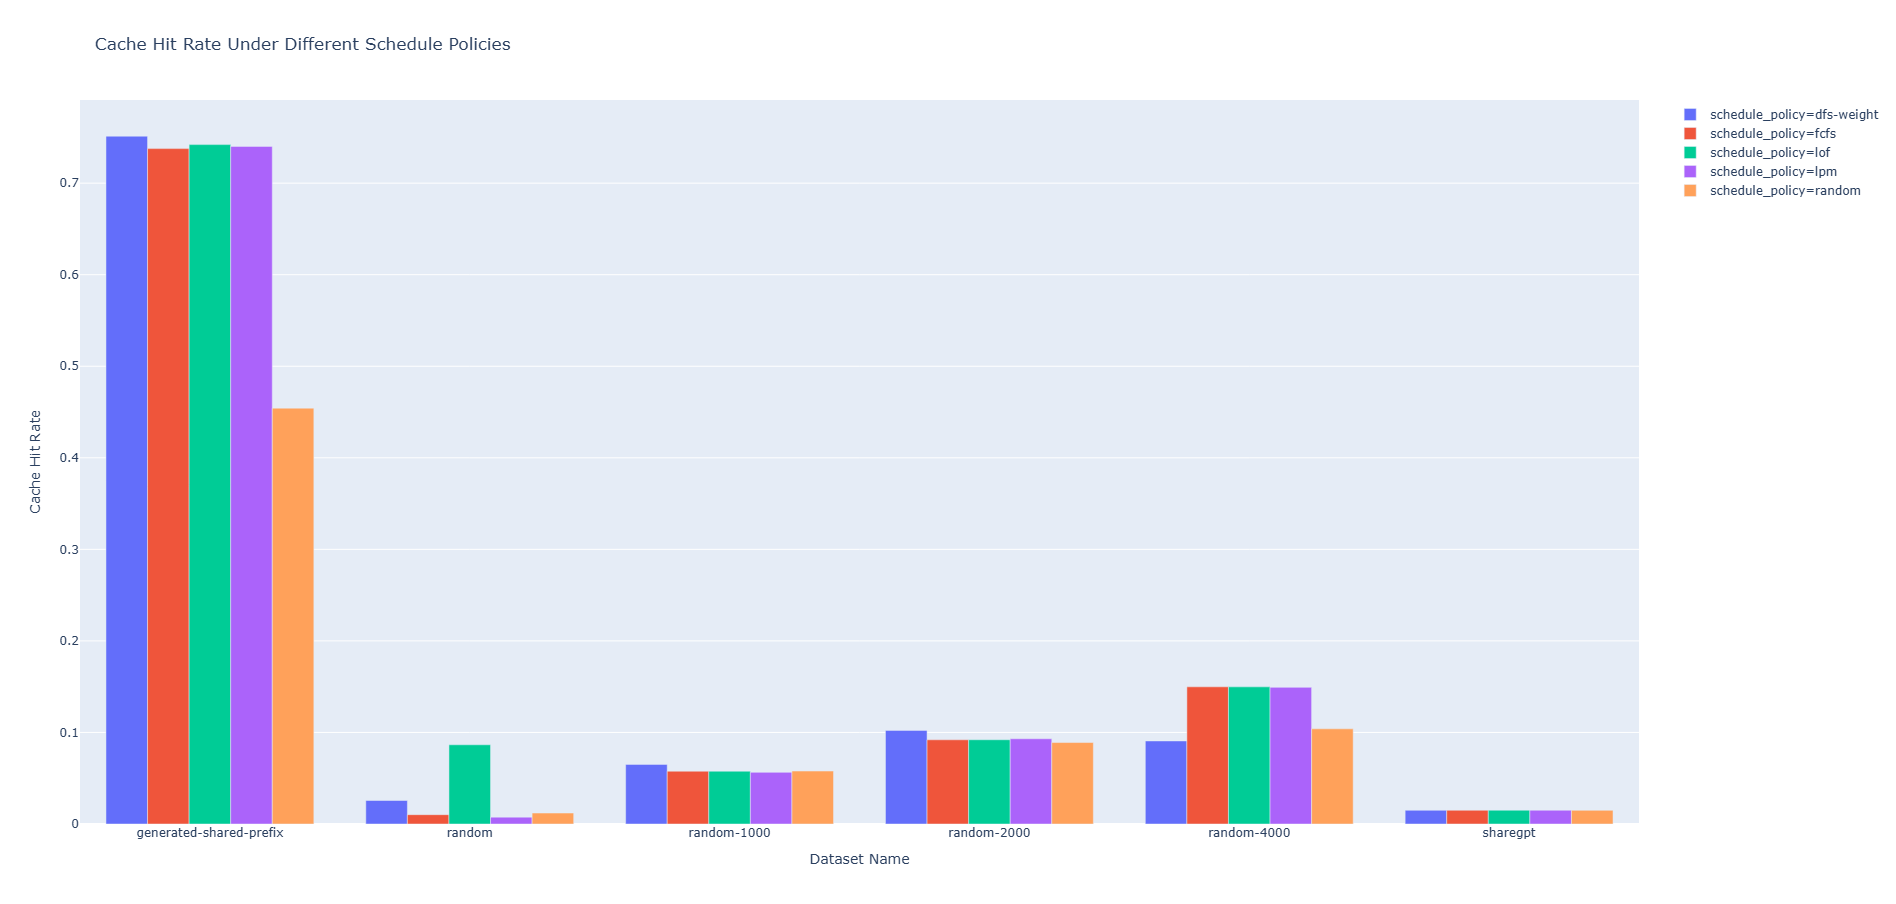 Cache Hit Rate Under Different Schedule Policies
schedule_policy=dfs-weight
schedule_policy=fcfs
schedule_policy=lof
schedule_policy=lpm
schedule_policy=random
Cache Hit Rate
0.7
0.6
0.5
0.4
0.3
0.2
0.1
0
generated-shared-prefix
random
random-1000
random-2000
random-4000
sharegpt
Dataset Name